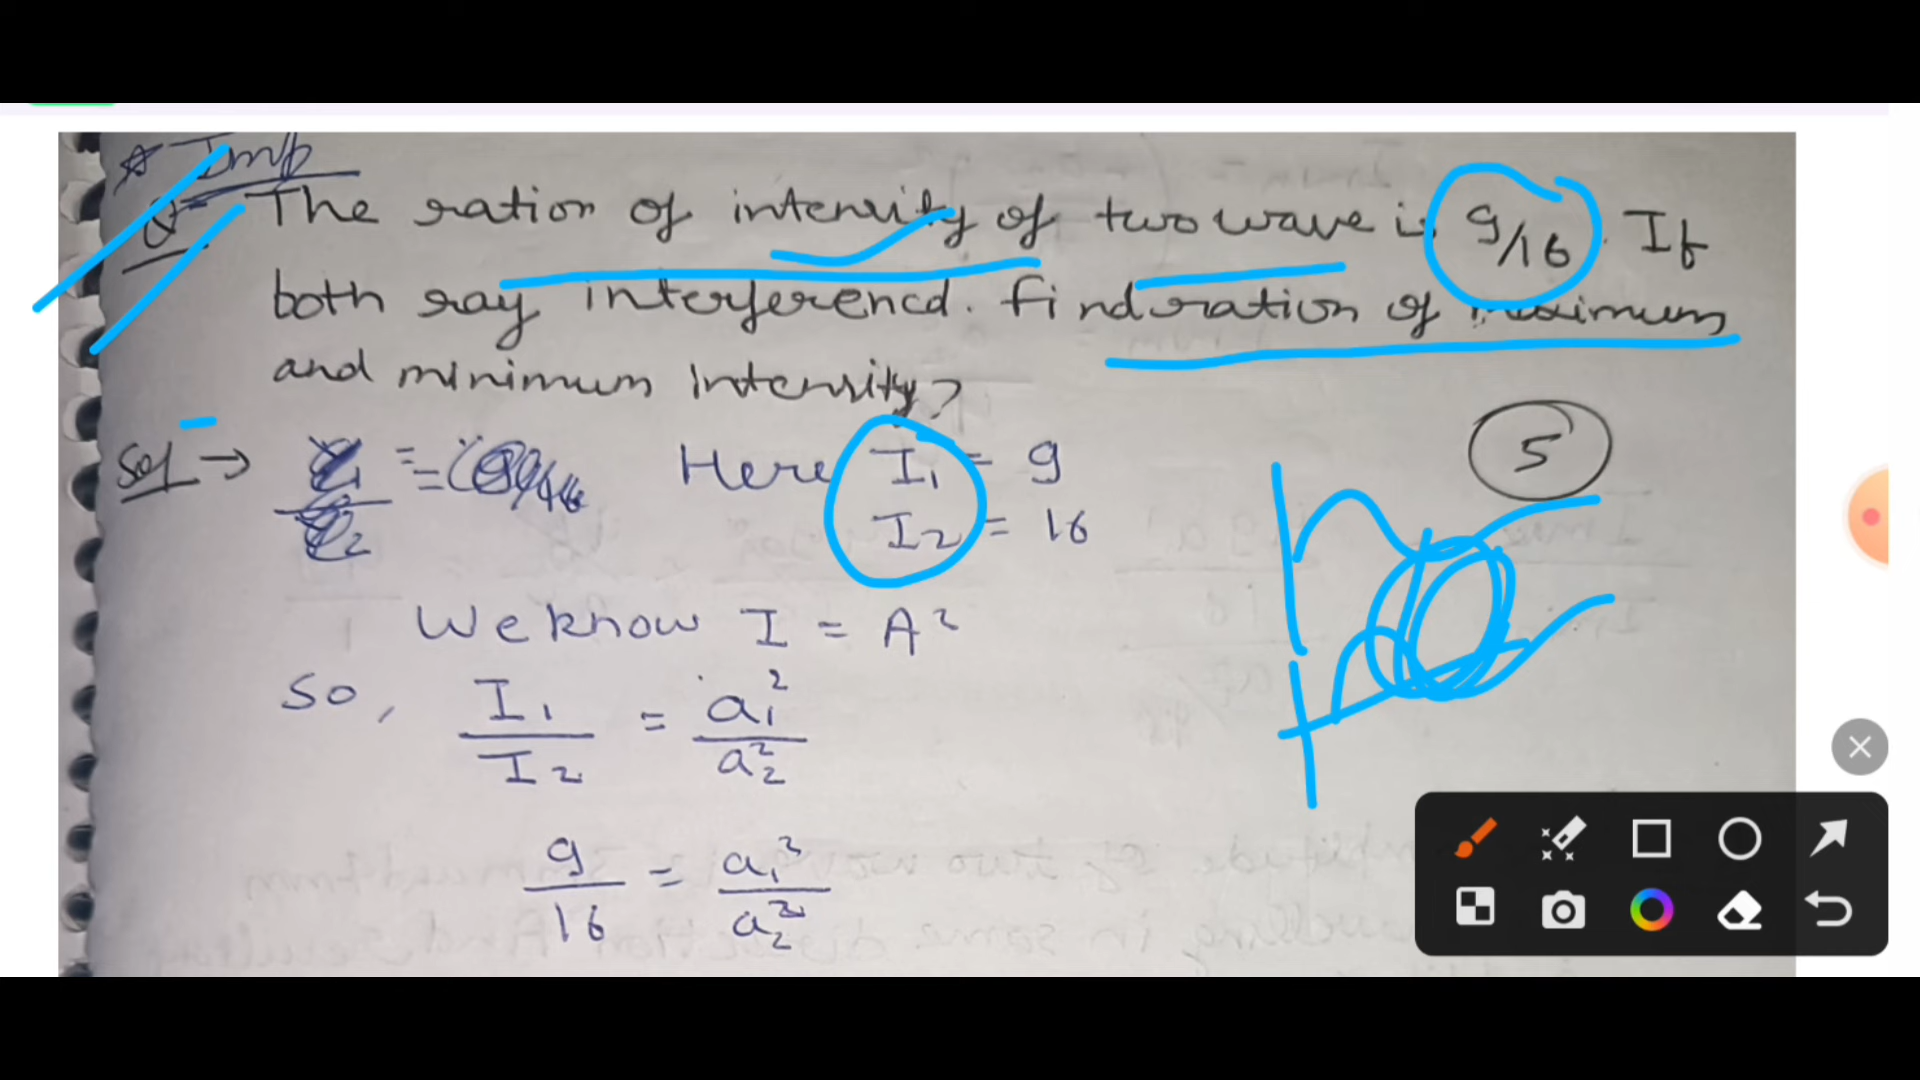 Imp
Q The ration of intensity of two wave is 9/16. If
both ray interferencd. find ration of maximum
and minimum intensity?
Sol → Here I1 = 9
I2 = 16
5
We know I = A²
So, I1/I2 = a1²/a2²
9/16 = a1²/a2²